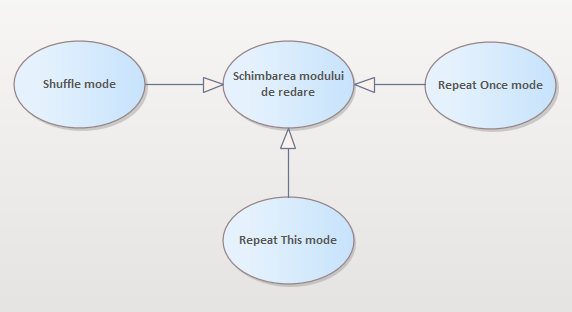 Shuffle mode
Schimbarea modului
de redare
Repeat Once mode
Repeat This mode